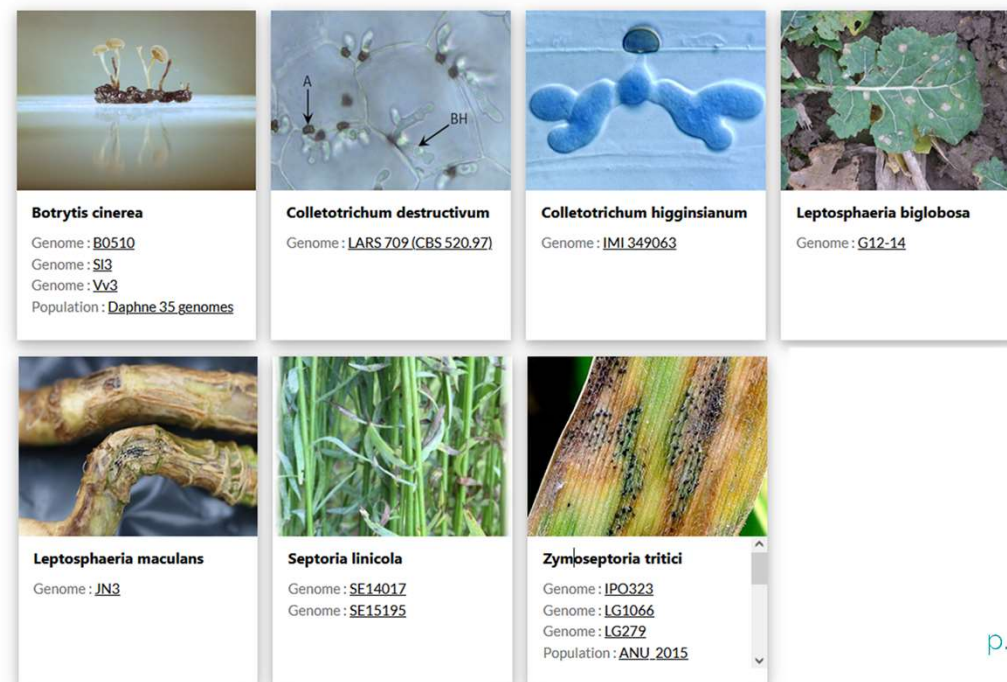 A
BH
Botrytis cinerea
Genome : B0510
Genome : Sl3
Genome : Vv3
Population : Daphne 35 genomes
Colletotrichum destructivum
Genome : LARS 709 (CBS 520.97)
Colletotrichum higginsianum
Genome : IMI 349063
Leptosphaeria biglobosa
Genome : G12-14
Leptosphaeria maculans
Genome : JN3
Septoria linicola
Genome : SE14017
Genome : SE15195
Zymoseptoria tritici
Genome : IPO323
Genome : LG1066
Genome : LG279
Population : ANU_2015
p.